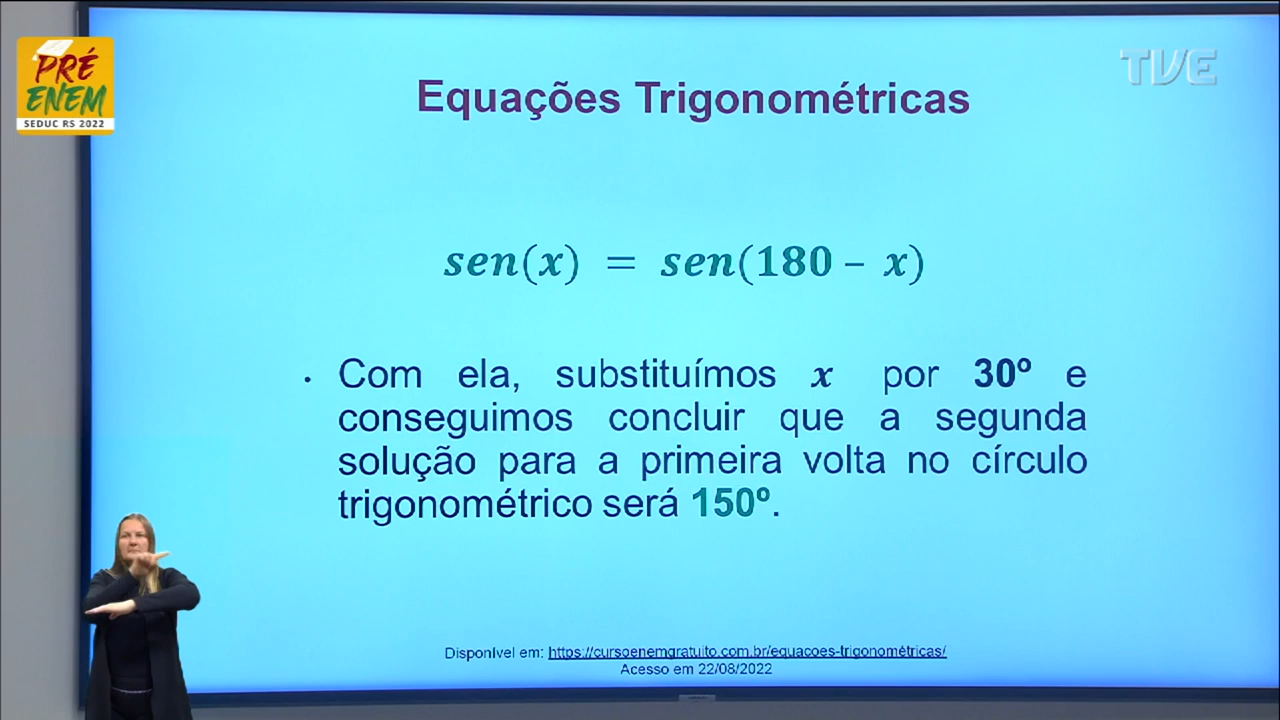 PRÉ
ENEM
SEDUC RS 2022
TVE
Equações Trigonométricas
sen(x) = sen(180 – x)
• Com ela, substituímos x por 30º e
conseguimos concluir que a segunda
solução para a primeira volta no círculo
trigonométrico será 150º.
Disponível em: https://cursoenemgratuito.com.br/equacoes-trigonométricas/
Acesso em 22/08/2022